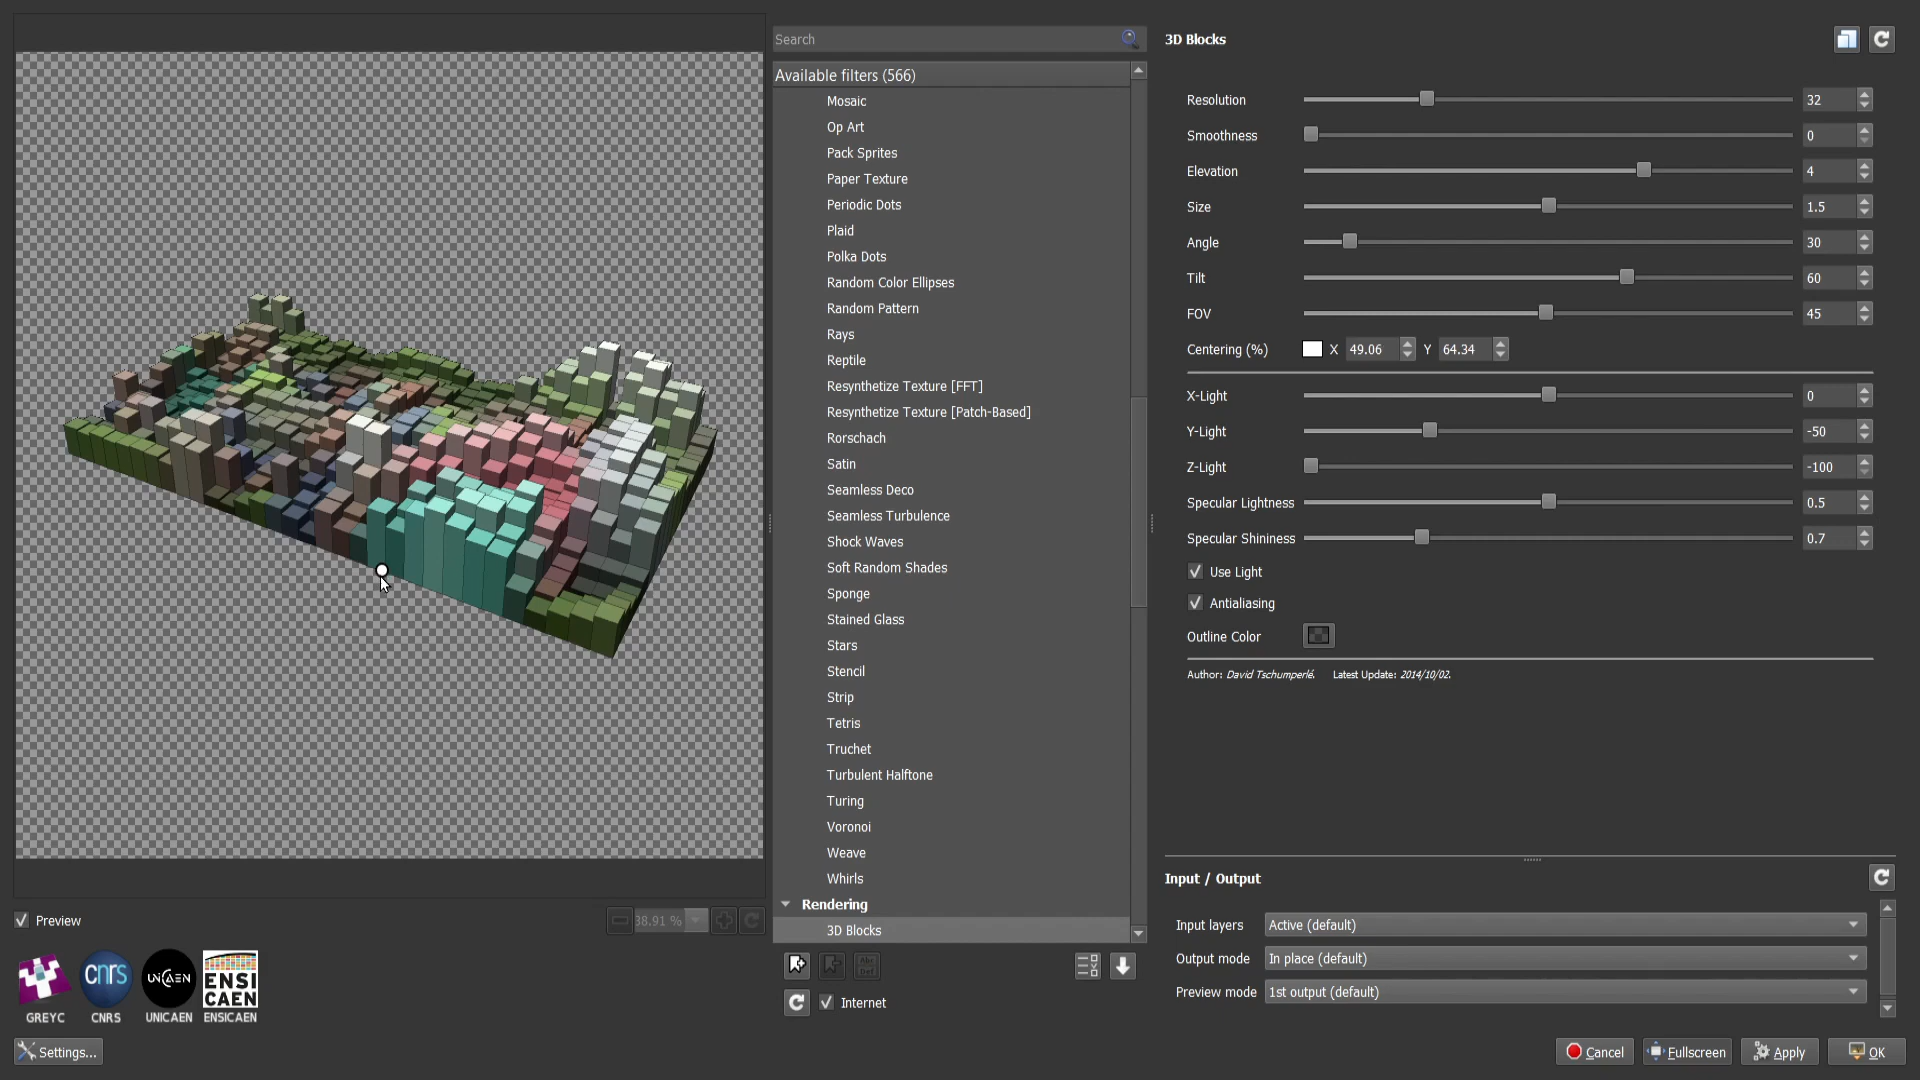 Search
Available filters (566)
Mosaic
Op Art
Pack Sprites
Paper Texture
Periodic Dots
Plaid
Polka Dots
Random Color Ellipses
Random Pattern
Rays
Reptile
Resynthetize Texture [FFT]
Resynthetize Texture [Patch-Based]
Rorschach
Satin
Seamless Deco
Seamless Turbulence
Shock Waves
Soft Random Shades
Sponge
Stained Glass
Stars
Stencil
Strip
Tetris
Truchet
Turbulent Halftone
Turing
Voronoi
Weave
Whirls
Rendering
3D Blocks
Internet
3D Blocks
Resolution 32
Smoothness 0
Elevation 4
Size 1.5
Angle 30
Tilt 60
FOV 45
Centering (%) X 49.06 Y 64.34
X-Light 0
Y-Light -50
Z-Light -100
Specular Lightness 0.5
Specular Shininess 0.7
Use Light
Antialiasing
Outline Color
Author: David Tschumperlé. Latest Update: 2014/10/02.
Input / Output
Input layers Active (default)
Output mode In place (default)
Preview mode 1st output (default)
Preview
38.91 %
cnrs
UNICAEN
ENSI
CAEN
GREYC CNRS UNICAEN ENSICAEN
Settings...
Cancel Fullscreen Apply OK